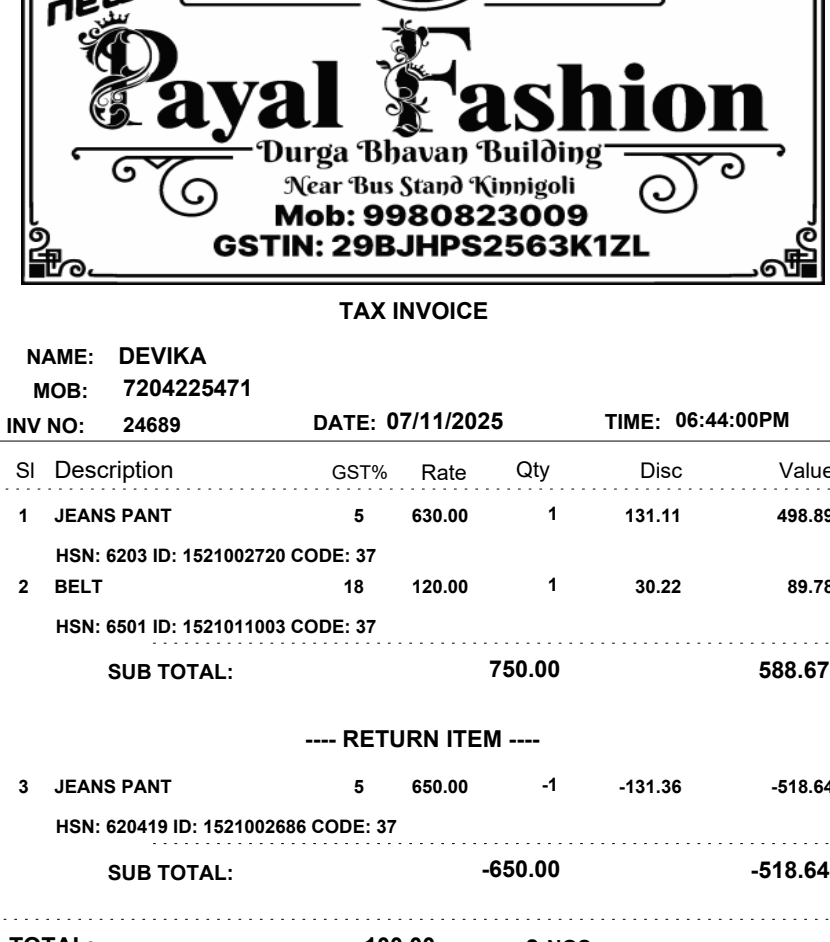 new
Payal Fashion
Durga Bhavan Building
Near Bus Stand Kinnigoli
Mob: 9980823009
GSTIN: 29BJHPS2563K1ZL
TAX INVOICE
NAME: DEVIKA
MOB: 7204225471
INV NO: 24689 DATE: 07/11/2025 TIME: 06:44:00PM
Sl Description GST% Rate Qty Disc Value
1 JEANS PANT 5 630.00 1 131.11 498.89
HSN: 6203 ID: 1521002720 CODE: 37
2 BELT 18 120.00 1 30.22 89.78
HSN: 6501 ID: 1521011003 CODE: 37
SUB TOTAL: 750.00 588.67
---- RETURN ITEM ----
3 JEANS PANT 5 650.00 -1 -131.36 -518.64
HSN: 620419 ID: 1521002686 CODE: 37
SUB TOTAL: -650.00 -518.64
TOTAL: 100.00